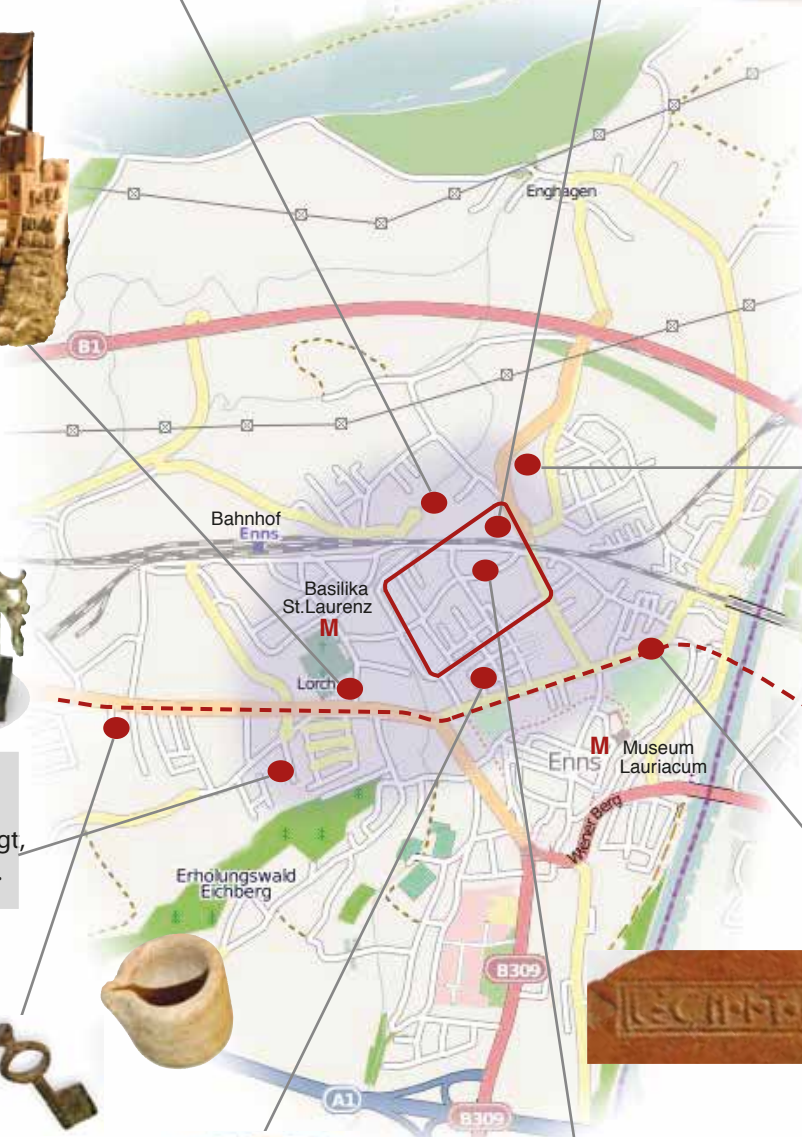 Enghagen
B1
Bahnhof
Enns
Basilika
St.Laurenz
M
Lorch
M Museum
Lauriacum
Enns
Wiener Berg
gt,
.
Erholungswald
Eichberg
B309
A1
B309